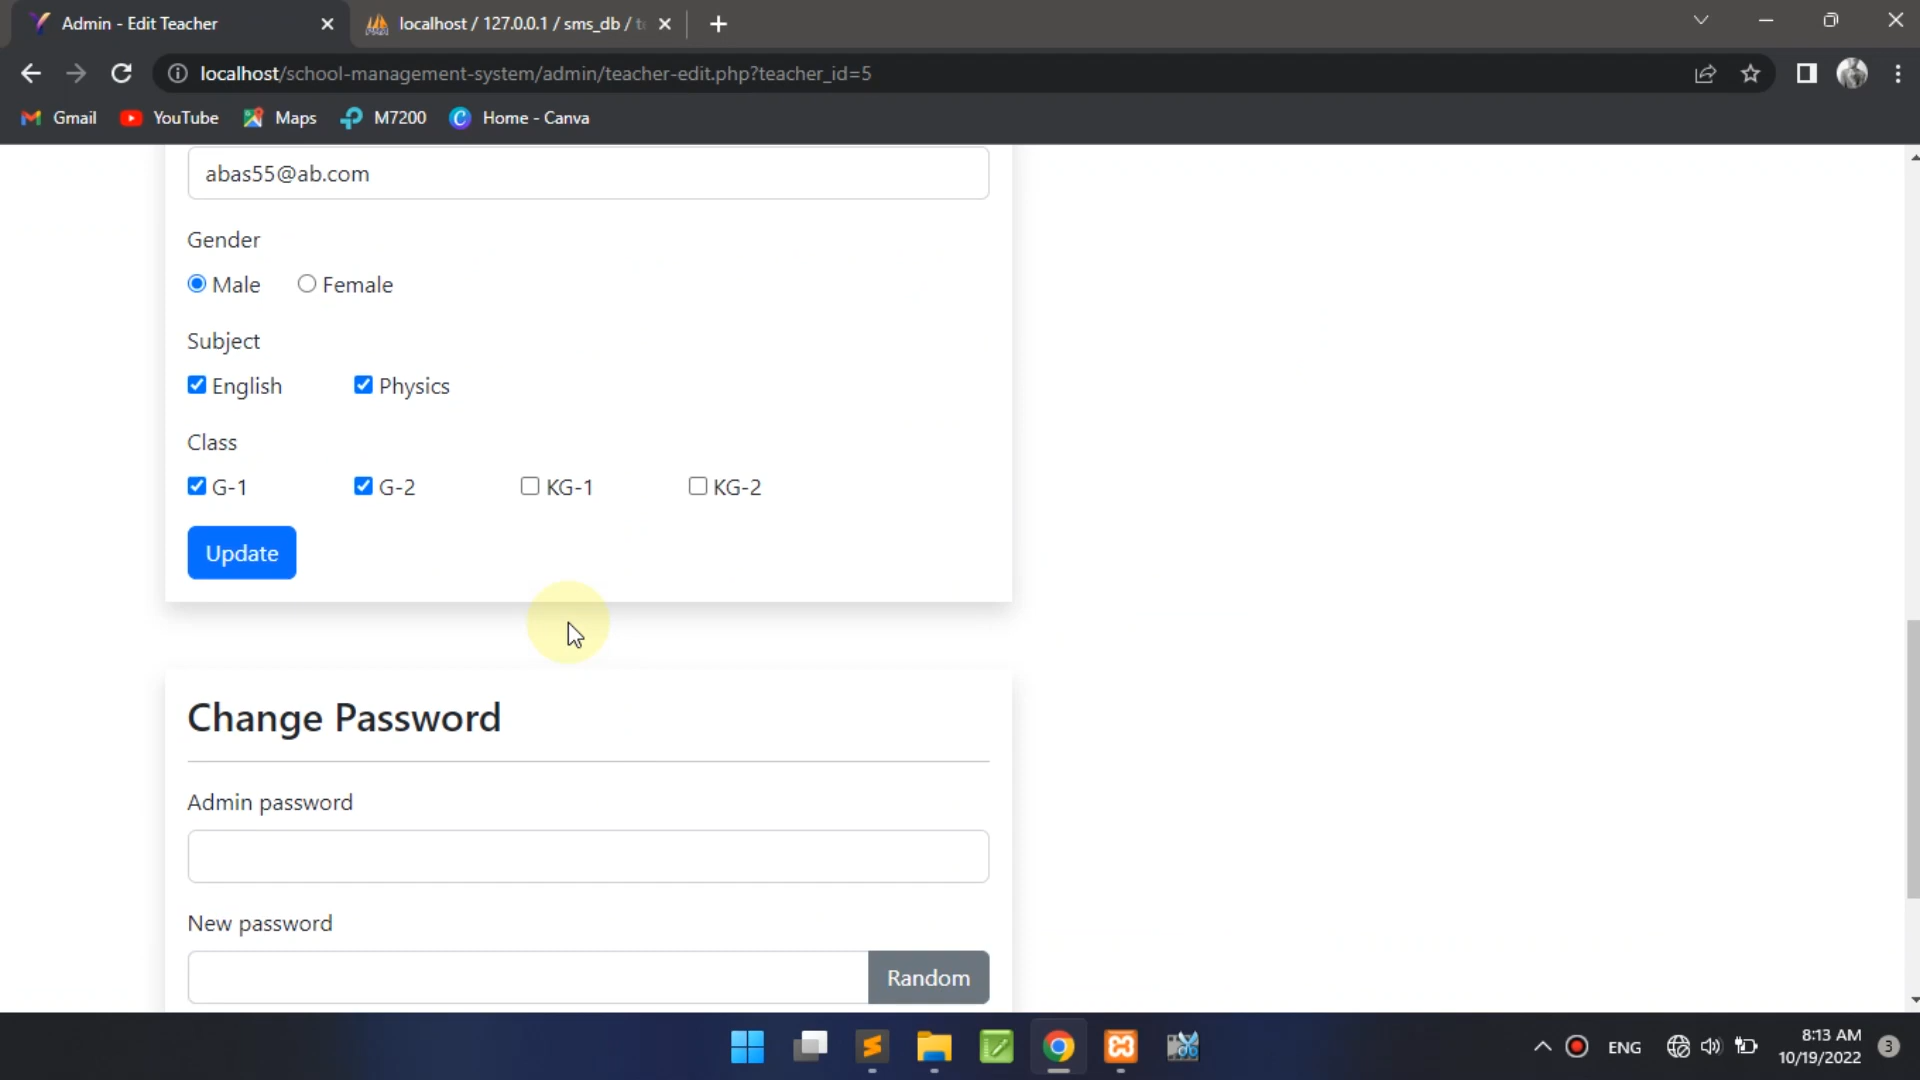 Admin - Edit Teacher
localhost / 127.0.0.1 / sms_db / t
localhost/school-management-system/admin/teacher-edit.php?teacher_id=5
Gmail YouTube Maps M7200 Home - Canva
abas55@ab.com
Gender
Male Female
Subject
English Physics
Class
G-1 G-2 KG-1 KG-2
Update
Change Password
Admin password
New password
Random
ENG
8:13 AM
10/19/2022
3